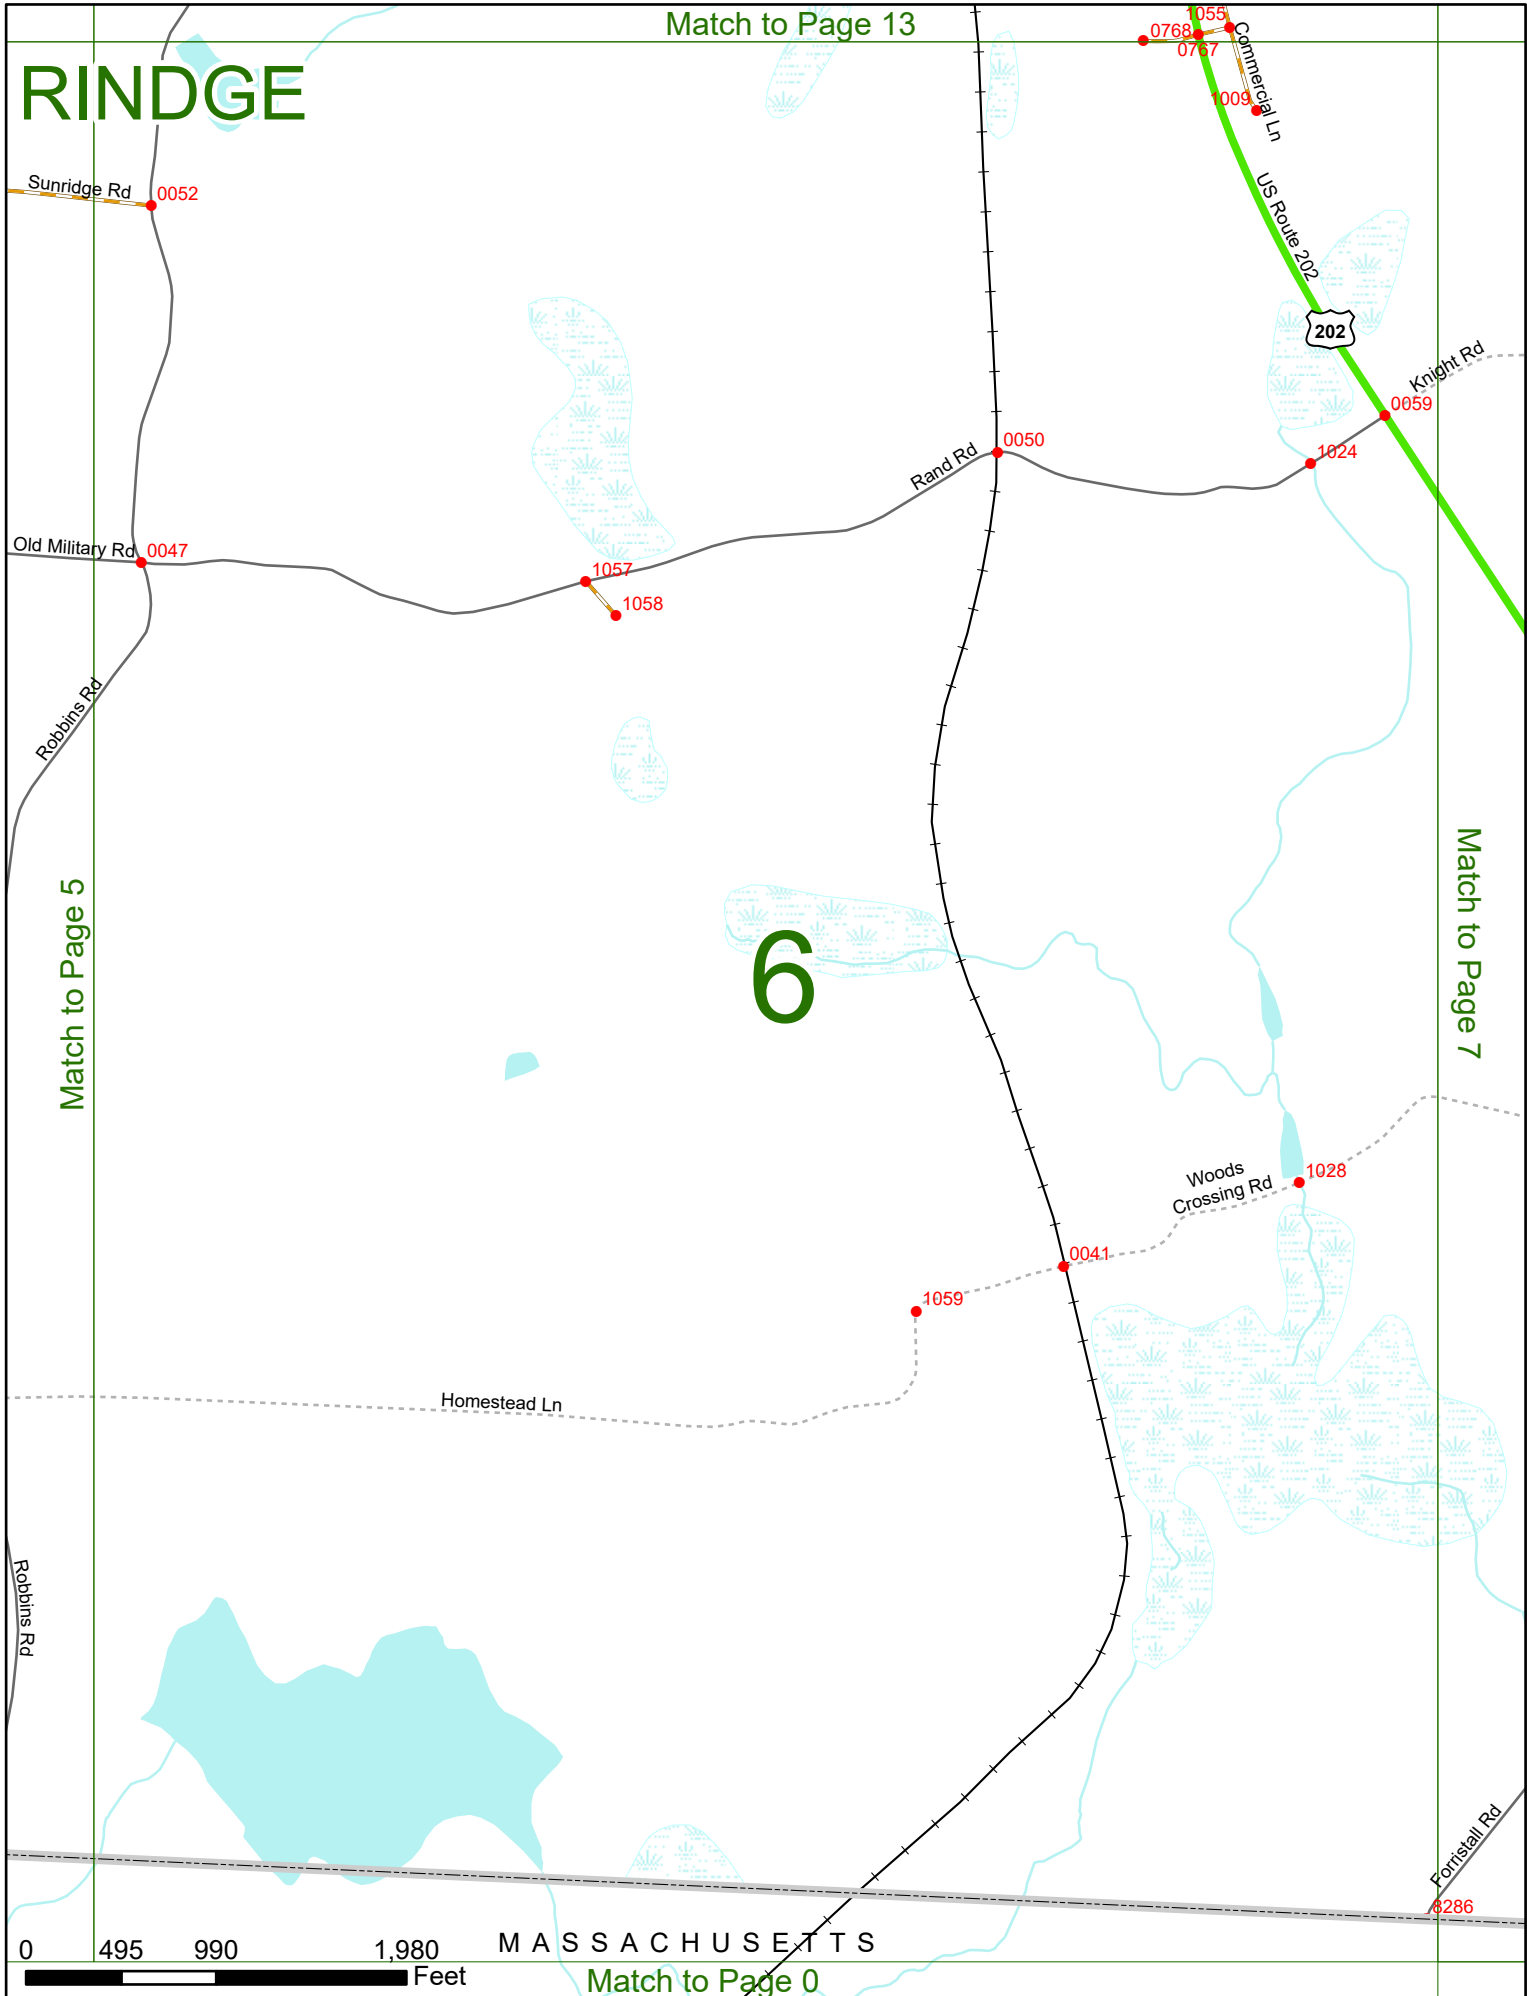 Match to Page 13
1055
0768
0767
Commercial Ln
RINDGE
1009
Sunridge Rd
0052
US Route 202
202
Knight Rd
0059
0050
Rand Rd
1024
Old Military Rd
0047
1057
1058
Robbins Rd
Match to Page 5
6
Match to Page 7
Woods
Crossing Rd
1028
0041
1059
Homestead Ln
Robbins Rd
Forristall Rd
8286
MASSACHUSETTS
0 495 990 1,980
Feet
Match to Page 0